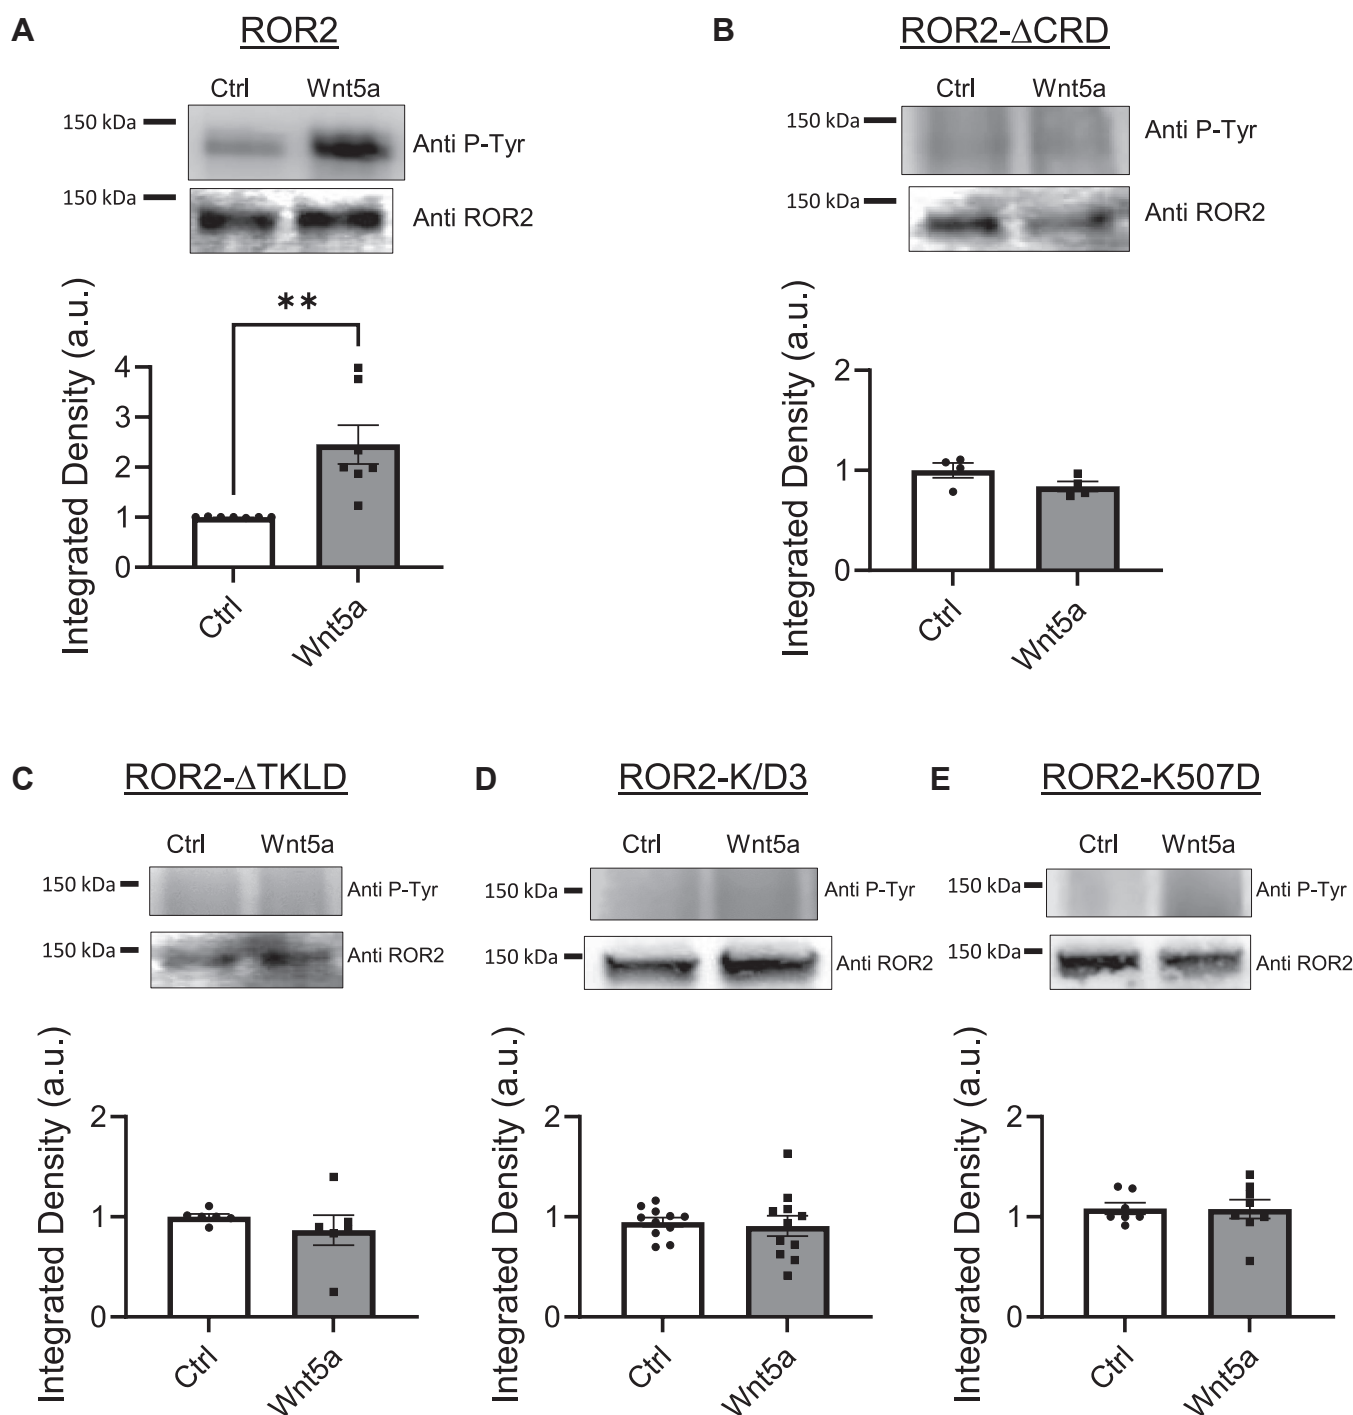 A
ROR2
Ctrl Wnt5a
150 kDa
Anti P-Tyr
150 kDa
Anti ROR2
**
Integrated Density (a.u.)
4
3
2
1
0
Ctrl
Wnt5a
B
ROR2-ΔCRD
Ctrl Wnt5a
150 kDa
Anti P-Tyr
150 kDa
Anti ROR2
Integrated Density (a.u.)
2
1
0
Ctrl
Wnt5a
C
ROR2-ΔTKLD
Ctrl Wnt5a
150 kDa
Anti P-Tyr
150 kDa
Anti ROR2
Integrated Density (a.u.)
2
1
0
Ctrl
Wnt5a
D
ROR2-K/D3
Ctrl Wnt5a
150 kDa
Anti P-Tyr
150 kDa
Anti ROR2
Integrated Density (a.u.)
2
1
0
Ctrl
Wnt5a
E
ROR2-K507D
Ctrl Wnt5a
150 kDa
Anti P-Tyr
150 kDa
Anti ROR2
Integrated Density (a.u.)
2
1
0
Ctrl
Wnt5a